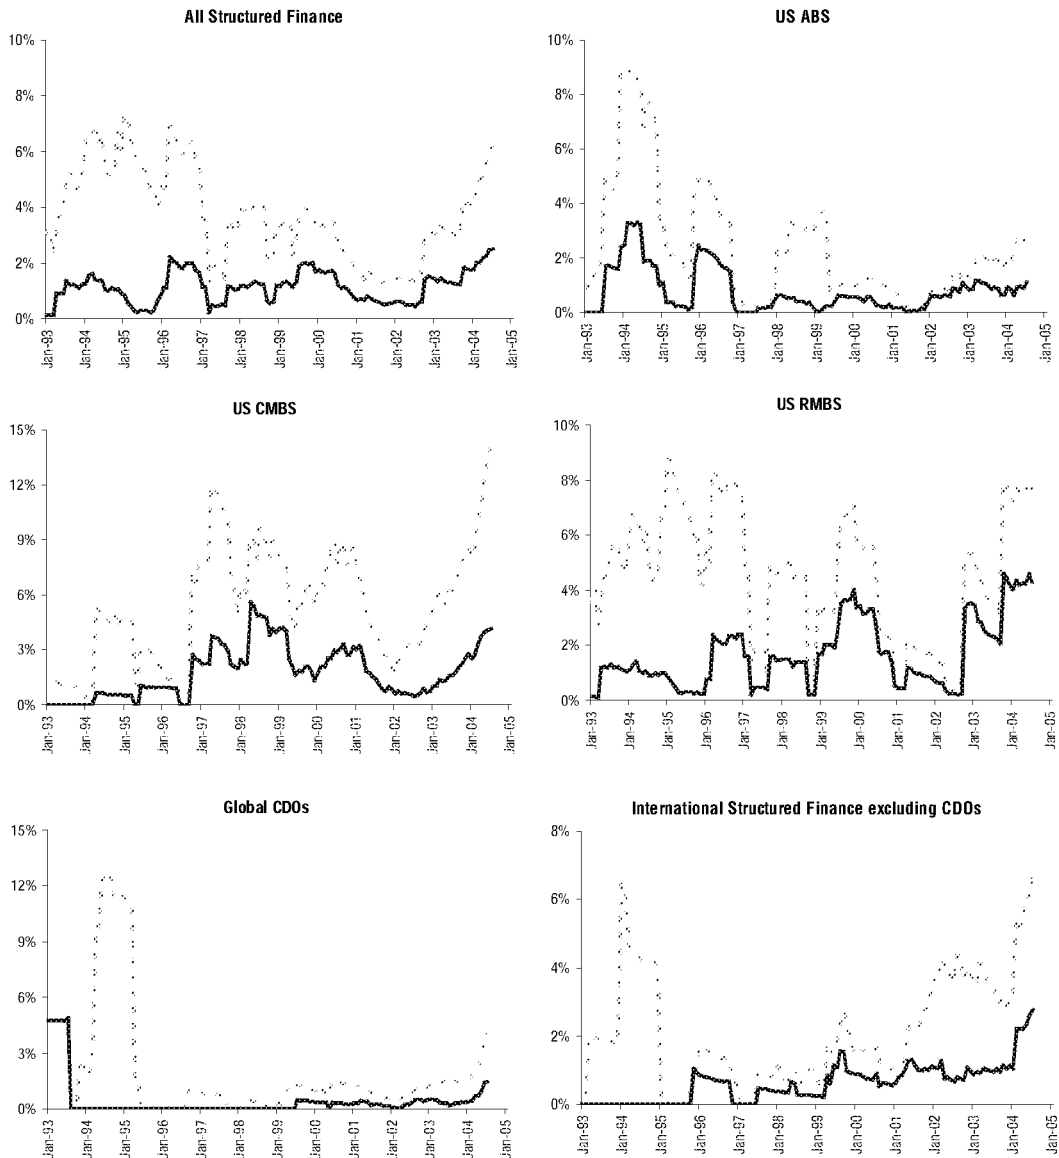 All Structured Finance
10%
8%
6%
4%
2%
0%
Jan-93 Jan-94 Jan-95 Jan-96 Jan-97 Jan-98 Jan-99 Jan-00 Jan-01 Jan-02 Jan-03 Jan-04 Jan-05
US ABS
10%
8%
6%
4%
2%
0%
Jan-93 Jan-94 Jan-95 Jan-96 Jan-97 Jan-98 Jan-99 Jan-00 Jan-01 Jan-02 Jan-03 Jan-04 Jan-05
US CMBS
15%
12%
9%
6%
3%
0%
Jan-93 Jan-94 Jan-95 Jan-96 Jan-97 Jan-98 Jan-99 Jan-00 Jan-01 Jan-02 Jan-03 Jan-04 Jan-05
US RMBS
10%
8%
6%
4%
2%
0%
Jan-93 Jan-94 Jan-95 Jan-96 Jan-97 Jan-98 Jan-99 Jan-00 Jan-01 Jan-02 Jan-03 Jan-04 Jan-05
Global CDOs
15%
12%
9%
6%
3%
0%
Jan-93 Jan-94 Jan-95 Jan-96 Jan-97 Jan-98 Jan-99 Jan-00 Jan-01 Jan-02 Jan-03 Jan-04 Jan-05
International Structured Finance excluding CDOs
8%
6%
4%
2%
0%
Jan-93 Jan-94 Jan-95 Jan-96 Jan-97 Jan-98 Jan-99 Jan-00 Jan-01 Jan-02 Jan-03 Jan-04 Jan-05